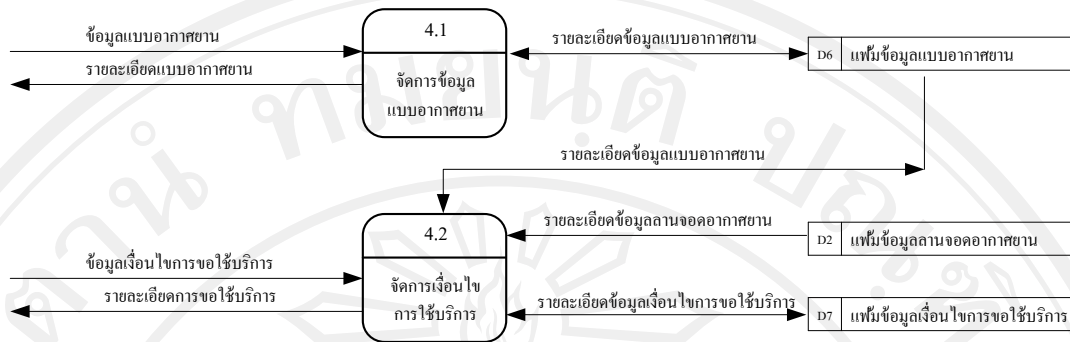 ข้อมูลแบบอากาศยาน
รายละเอียดแบบอากาศยาน
4.1
จัดการข้อมูล
แบบอากาศยาน
รายละเอียดข้อมูลแบบอากาศยาน
D6 แฟ้มข้อมูลแบบอากาศยาน
รายละเอียดข้อมูลแบบอากาศยาน
ข้อมูลเงื่อนไขการขอใช้บริการ
รายละเอียดการขอใช้บริการ
4.2
จัดการเงื่อนไข
การใช้บริการ
รายละเอียดข้อมูลลานจอดอากาศยาน
D2 แฟ้มข้อมูลลานจอดอากาศยาน
รายละเอียดข้อมูลเงื่อนไขการขอใช้บริการ
D7 แฟ้มข้อมูลเงื่อนไขการขอใช้บริการ